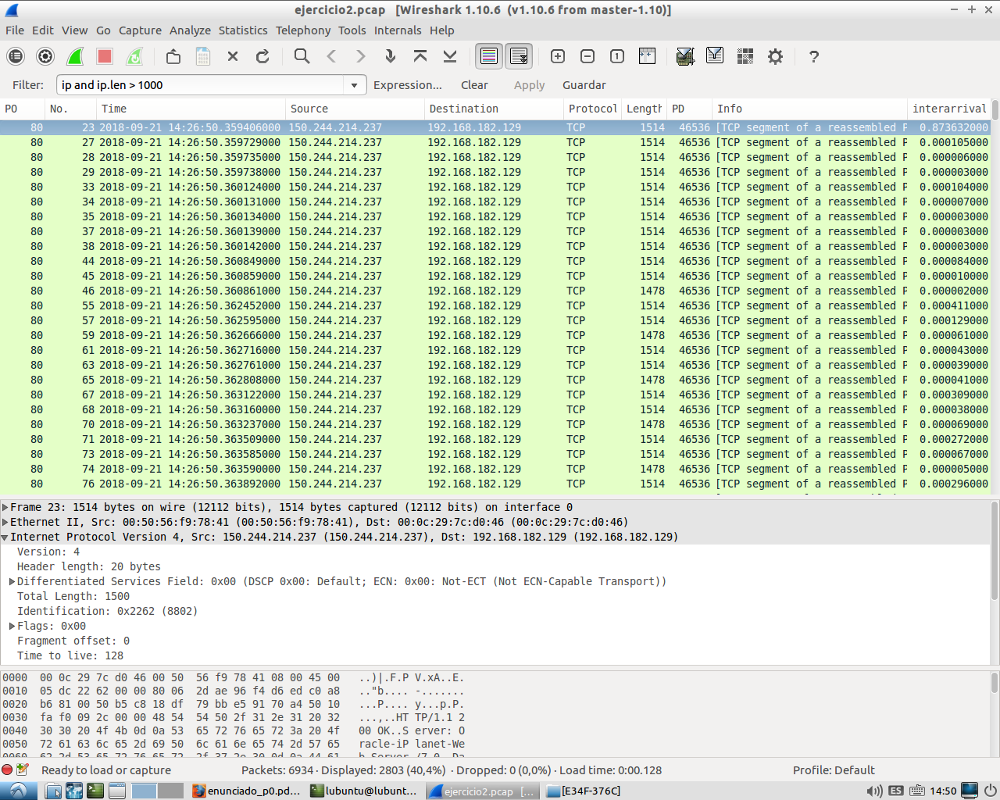 ejercicio2.pcap   [Wireshark 1.10.6  (v1.10.6 from master-1.10)]
File Edit View Go Capture Analyze Statistics Telephony Tools Internals Help
Filter: ip and ip.len > 1000 Expression... Clear Apply Guardar
PO No. Time Source Destination Protocol Length PD Info interarrival
80 23 2018-09-21 14:26:50.359406000 150.244.214.237 192.168.182.129 TCP 1514 46536 [TCP segment of a reassembled P 0.873632000
80 27 2018-09-21 14:26:50.359729000 150.244.214.237 192.168.182.129 TCP 1514 46536 [TCP segment of a reassembled P 0.000105000
80 28 2018-09-21 14:26:50.359735000 150.244.214.237 192.168.182.129 TCP 1514 46536 [TCP segment of a reassembled P 0.000006000
80 29 2018-09-21 14:26:50.359738000 150.244.214.237 192.168.182.129 TCP 1514 46536 [TCP segment of a reassembled P 0.000003000
80 33 2018-09-21 14:26:50.360124000 150.244.214.237 192.168.182.129 TCP 1514 46536 [TCP segment of a reassembled P 0.000104000
80 34 2018-09-21 14:26:50.360131000 150.244.214.237 192.168.182.129 TCP 1514 46536 [TCP segment of a reassembled P 0.000007000
80 35 2018-09-21 14:26:50.360134000 150.244.214.237 192.168.182.129 TCP 1514 46536 [TCP segment of a reassembled P 0.000003000
80 37 2018-09-21 14:26:50.360139000 150.244.214.237 192.168.182.129 TCP 1514 46536 [TCP segment of a reassembled P 0.000003000
80 38 2018-09-21 14:26:50.360142000 150.244.214.237 192.168.182.129 TCP 1514 46536 [TCP segment of a reassembled P 0.000003000
80 44 2018-09-21 14:26:50.360849000 150.244.214.237 192.168.182.129 TCP 1514 46536 [TCP segment of a reassembled P 0.000084000
80 45 2018-09-21 14:26:50.360859000 150.244.214.237 192.168.182.129 TCP 1514 46536 [TCP segment of a reassembled P 0.000010000
80 46 2018-09-21 14:26:50.360861000 150.244.214.237 192.168.182.129 TCP 1478 46536 [TCP segment of a reassembled P 0.000002000
80 55 2018-09-21 14:26:50.362452000 150.244.214.237 192.168.182.129 TCP 1514 46536 [TCP segment of a reassembled P 0.000411000
80 57 2018-09-21 14:26:50.362595000 150.244.214.237 192.168.182.129 TCP 1514 46536 [TCP segment of a reassembled P 0.000129000
80 59 2018-09-21 14:26:50.362666000 150.244.214.237 192.168.182.129 TCP 1478 46536 [TCP segment of a reassembled P 0.000061000
80 61 2018-09-21 14:26:50.362716000 150.244.214.237 192.168.182.129 TCP 1514 46536 [TCP segment of a reassembled P 0.000043000
80 63 2018-09-21 14:26:50.362761000 150.244.214.237 192.168.182.129 TCP 1514 46536 [TCP segment of a reassembled P 0.000039000
80 65 2018-09-21 14:26:50.362808000 150.244.214.237 192.168.182.129 TCP 1478 46536 [TCP segment of a reassembled P 0.000041000
80 67 2018-09-21 14:26:50.363122000 150.244.214.237 192.168.182.129 TCP 1514 46536 [TCP segment of a reassembled P 0.000309000
80 68 2018-09-21 14:26:50.363160000 150.244.214.237 192.168.182.129 TCP 1514 46536 [TCP segment of a reassembled P 0.000038000
80 70 2018-09-21 14:26:50.363237000 150.244.214.237 192.168.182.129 TCP 1478 46536 [TCP segment of a reassembled P 0.000069000
80 71 2018-09-21 14:26:50.363509000 150.244.214.237 192.168.182.129 TCP 1514 46536 [TCP segment of a reassembled P 0.000272000
80 73 2018-09-21 14:26:50.363585000 150.244.214.237 192.168.182.129 TCP 1514 46536 [TCP segment of a reassembled P 0.000067000
80 74 2018-09-21 14:26:50.363590000 150.244.214.237 192.168.182.129 TCP 1478 46536 [TCP segment of a reassembled P 0.000005000
80 76 2018-09-21 14:26:50.363892000 150.244.214.237 192.168.182.129 TCP 1514 46536 [TCP segment of a reassembled P 0.000296000
Frame 23: 1514 bytes on wire (12112 bits), 1514 bytes captured (12112 bits) on interface 0
Ethernet II, Src: 00:50:56:f9:78:41 (00:50:56:f9:78:41), Dst: 00:0c:29:7c:d0:46 (00:0c:29:7c:d0:46)
Internet Protocol Version 4, Src: 150.244.214.237 (150.244.214.237), Dst: 192.168.182.129 (192.168.182.129)
Version: 4
Header length: 20 bytes
Differentiated Services Field: 0x00 (DSCP 0x00: Default; ECN: 0x00: Not-ECT (Not ECN-Capable Transport))
Total Length: 1500
Identification: 0x2262 (8802)
Flags: 0x00
Fragment offset: 0
Time to live: 128
0000  00 0c 29 7c d0 46 00 50  56 f9 78 41 08 00 45 00   ..)|.F.P V.xA..E.
0010  05 dc 22 62 00 00 80 06  2d ae 96 f4 d6 ed c0 a8   .."b.... -.......
0020  b6 81 00 50 b5 c8 18 df  79 bb e5 91 70 a4 50 10   ...P.... y...p.P.
0030  fa f0 09 2c 00 00 48 54  54 50 2f 31 2e 31 20 32   ...,..HT TP/1.1 2
0040  30 30 20 4f 4b 0d 0a 53  65 72 76 65 72 3a 20 4f   00 OK..S erver: O
0050  72 61 63 6c 65 2d 69 50  6c 61 6e 65 74 2d 57 65   racle-iP lanet-We
0060  62 2d 53 65 72 76 65 72  2f 37 2e 30 0d 0a 44 61   b-Server /7.0..Da
Ready to load or capture Packets: 6934 · Displayed: 2803 (40,4%) · Dropped: 0 (0,0%) · Load time: 0:00.128 Profile: Default
enunciado_p0.pd... lubuntu@lubunt... ejercicio2.pcap [... [E34F-376C] ES 14:50